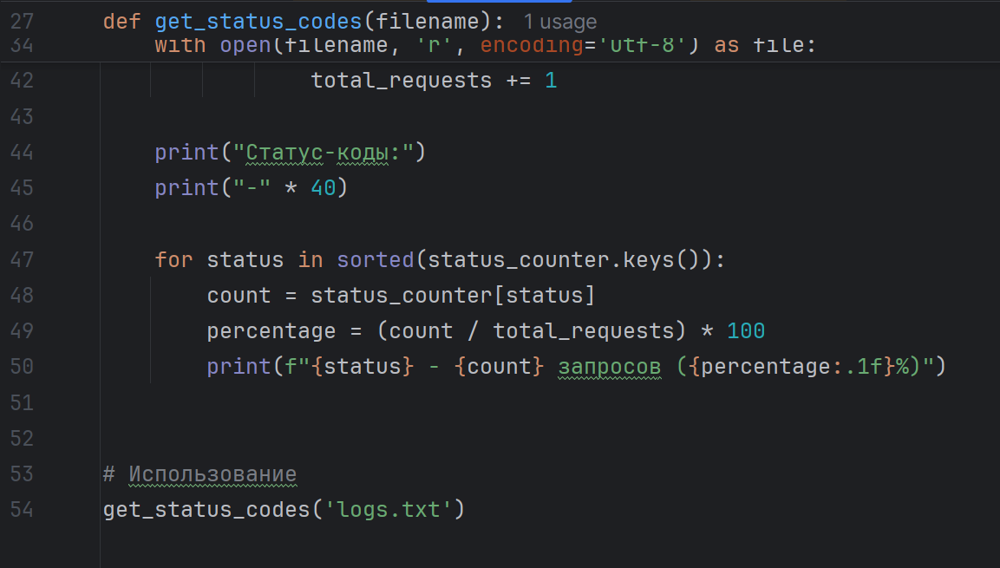 27 def get_status_codes(filename): 1 usage
34 with open(filename, 'r', encoding='utf-8') as file:
42 total_requests += 1
43
44 print("Статус-коды:")
45 print("-" * 40)
46
47 for status in sorted(status_counter.keys()):
48 count = status_counter[status]
49 percentage = (count / total_requests) * 100
50 print(f"{status} - {count} запросов ({percentage:.1f}%)")
51
52
53 # Использование
54 get_status_codes('logs.txt')